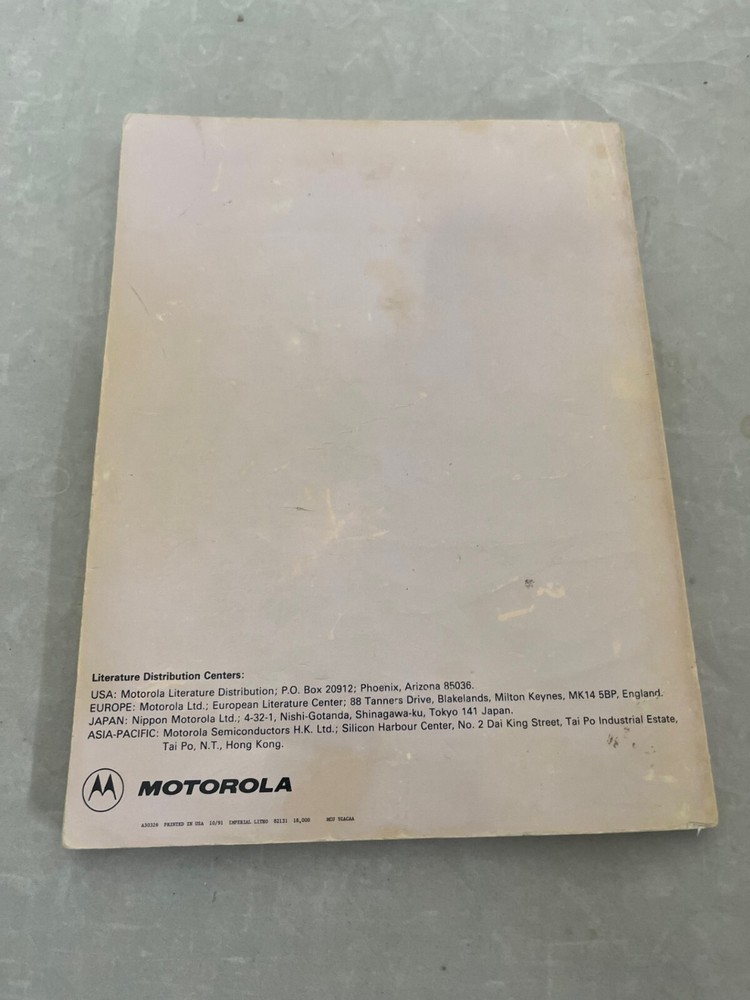 Literature Distribution Centers:
USA: Motorola Literature Distribution; P.O. Box 20912; Phoenix, Arizona 85036.
EUROPE: Motorola Ltd.; European Literature Center; 88 Tanners Drive, Blakelands, Milton Keynes, MK14 5BP, England.
JAPAN: Nippon Motorola Ltd.; 4-32-1, Nishi-Gotanda, Shinagawa-ku, Tokyo 141 Japan.
ASIA-PACIFIC: Motorola Semiconductors H.K. Ltd.; Silicon Harbour Center, No. 2 Dai King Street, Tai Po Industrial Estate,
Tai Po, N.T., Hong Kong.
MOTOROLA
PRINTED IN USA 10/91 IMPERIAL LITHO 82131 18,000 MCU